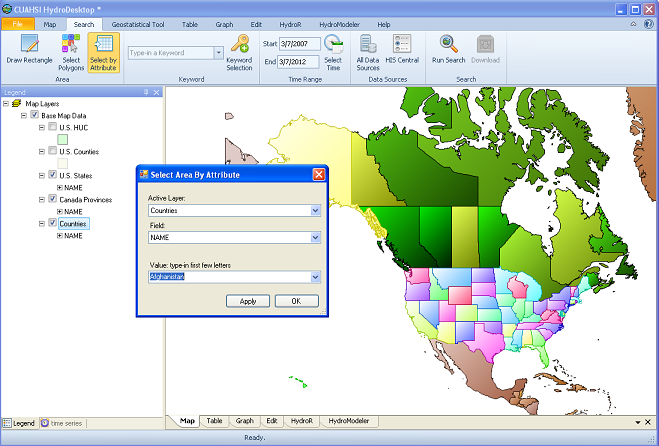 CUAHSI HydroDesktop *
File Map Search Geostatistical Tool Table Graph Edit HydroR HydroModeler Help
Draw Rectangle
Select Polygons
Select by Attribute
Area
Type-in a Keyword
Keyword Selection
Keyword
Start 3/7/2007
End 3/7/2012
Select Time
Time Range
All Data Sources
HIS Central
Data Sources
Run Search
Download
Search
Legend
Map Layers
Base Map Data
U.S. HUC
U.S. Counties
U.S. States
NAME
Canada Provinces
NAME
Countries
NAME
Select Area By Attribute
Active Layer:
Countries
Field:
NAME
Value: type-in first few letters
Afghanistan
Apply OK
Legend time series
Map Table Graph Edit HydroR HydroModeler
Ready.